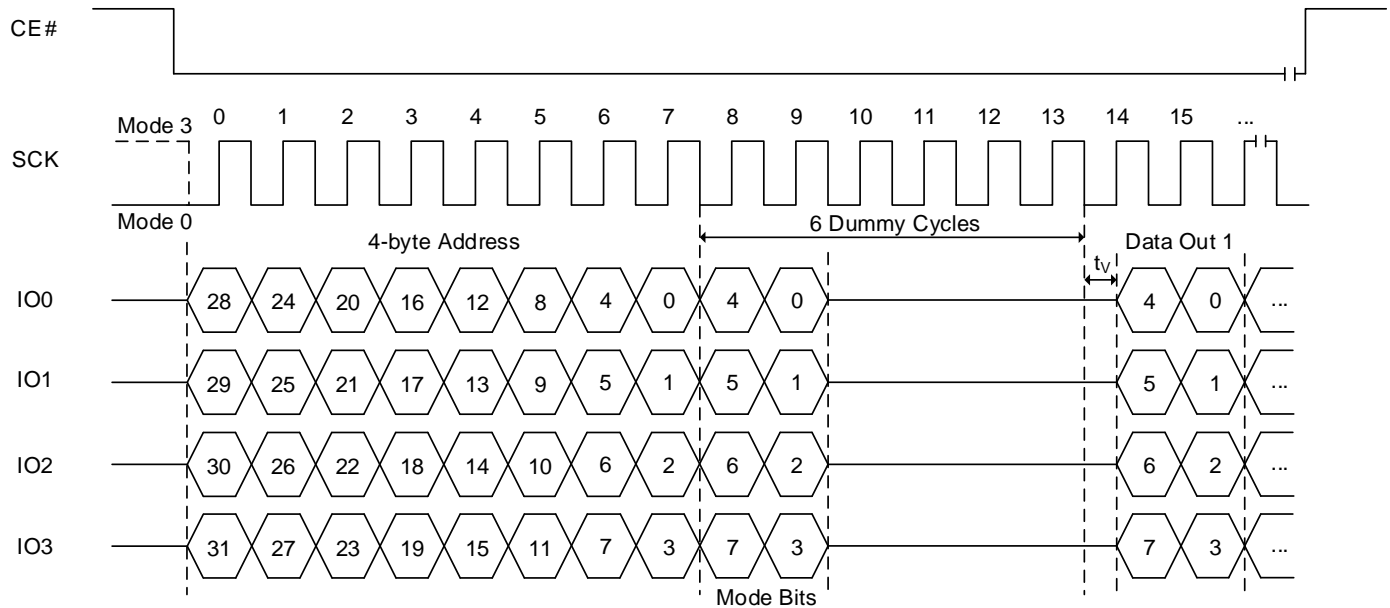 CE#
0 1 2 3 4 5 6 7 8 9 10 11 12 13 14 15 ...
Mode 3
SCK
Mode 0
6 Dummy Cycles
4-byte Address
Data Out 1
tV
IO0 28 24 20 16 12 8 4 0 4 0 4 0 ...
IO1 29 25 21 17 13 9 5 1 5 1 5 1 ...
IO2 30 26 22 18 14 10 6 2 6 2 6 2 ...
IO3 31 27 23 19 15 11 7 3 7 3 7 3 ...
Mode Bits